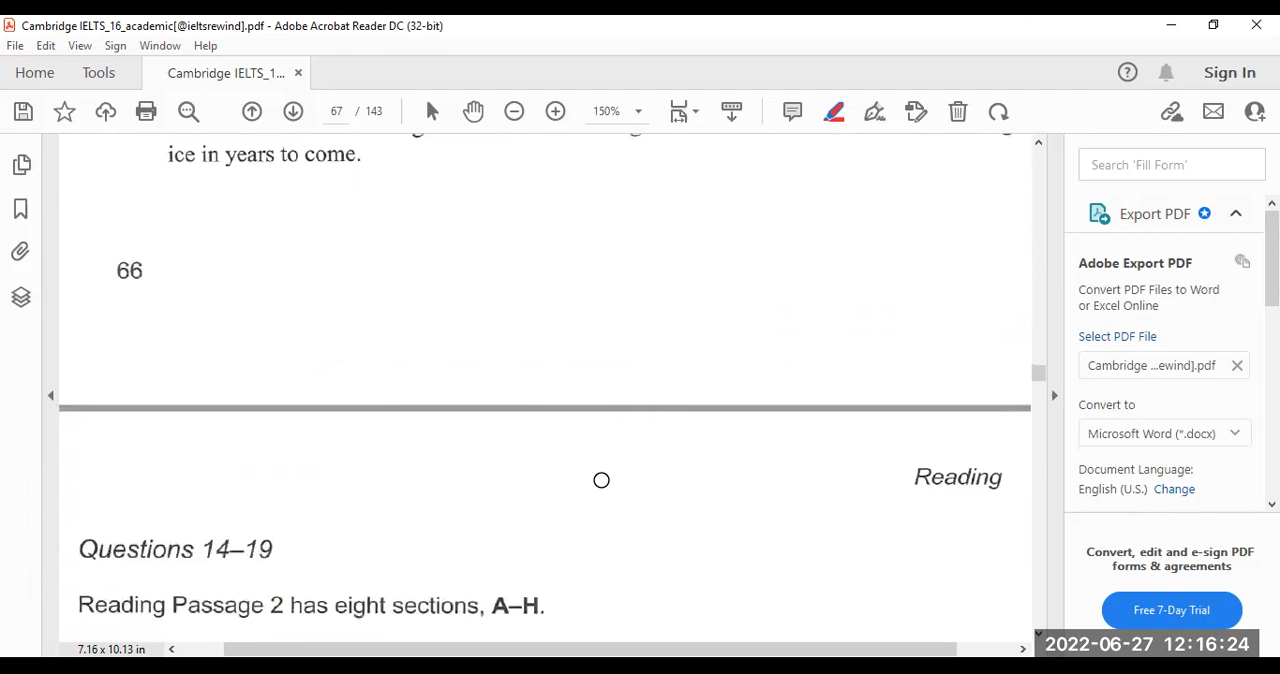 Cambridge IELTS_16_academic[@ieltsrewind].pdf - Adobe Acrobat Reader DC (32-bit)
File Edit View Sign Window Help
Home Tools Cambridge IELTS_1... × Sign In
67 / 143 150%
ice in years to come.
66
Reading
Questions 14–19
Reading Passage 2 has eight sections, A–H.
7.16 x 10.13 in
Search 'Fill Form'
Export PDF
Adobe Export PDF
Convert PDF Files to Word
or Excel Online
Select PDF File
Cambridge ...ewind].pdf
Convert to
Microsoft Word (*.docx)
Document Language:
English (U.S.) Change
Convert, edit and e-sign PDF
forms & agreements
Free 7-Day Trial
2022-06-27 12:16:24